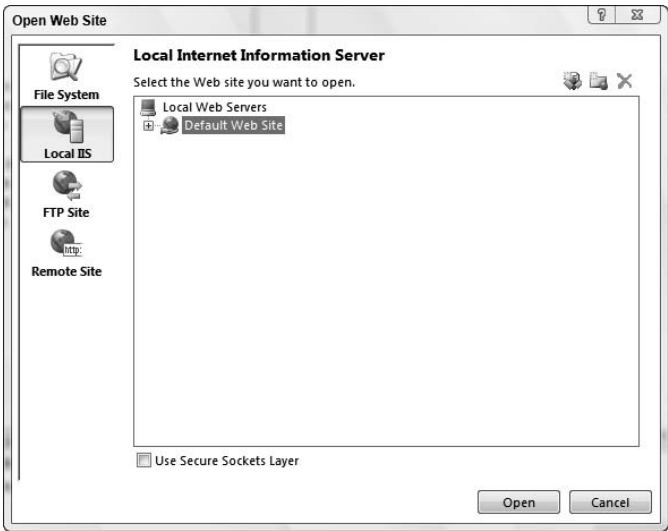 Open Web Site
File System
Local IIS
FTP Site
http:
Remote Site
Local Internet Information Server
Select the Web site you want to open.
Local Web Servers
Default Web Site
Use Secure Sockets Layer
Open
Cancel